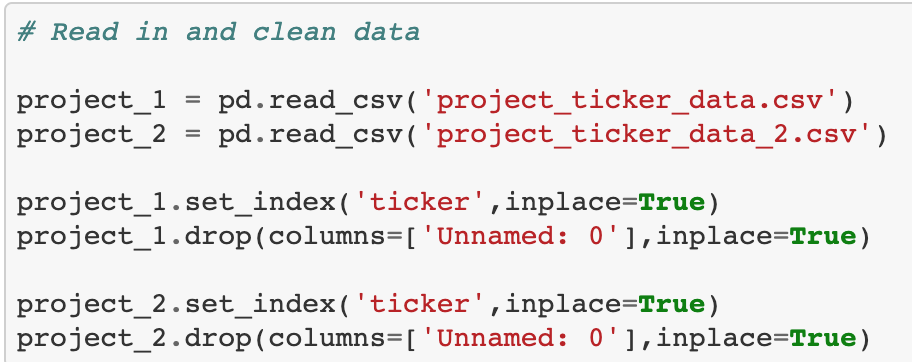 # Read in and clean data
project_1 = pd.read_csv('project_ticker_data.csv')
project_2 = pd.read_csv('project_ticker_data_2.csv')
project_1.set_index('ticker',inplace=True)
project_1.drop(columns=['Unnamed: 0'],inplace=True)
project_2.set_index('ticker',inplace=True)
project_2.drop(columns=['Unnamed: 0'],inplace=True)